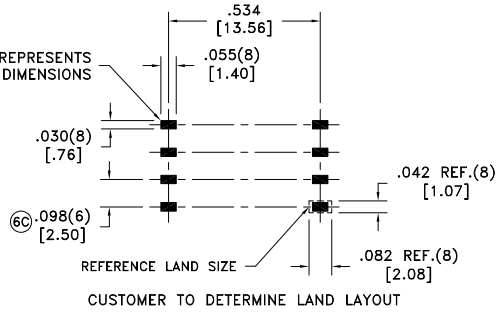 .534
[13.56]
REPRESENTS
DIMENSIONS
.055(8)
[1.40]
.030(8)
[.76]
.042 REF.(8)
[1.07]
6C .098(6)
[2.50]
REFERENCE LAND SIZE
.082 REF.(8)
[2.08]
CUSTOMER TO DETERMINE LAND LAYOUT